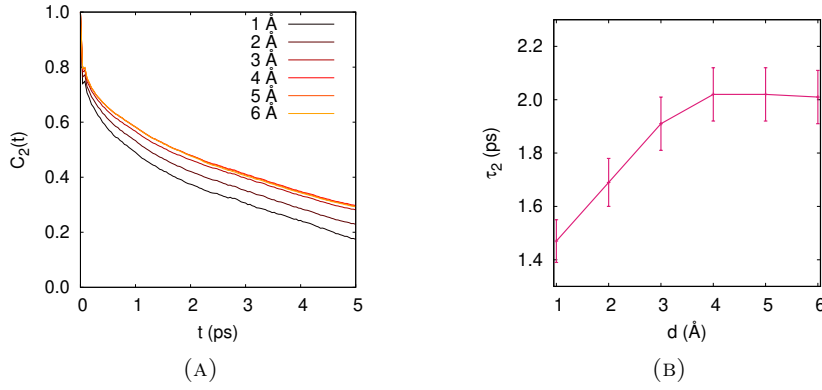 1.0
0.8
0.6
0.4
0.2
0.0
C₂(t)
0 1 2 3 4 5
t (ps)
1 Å
2 Å
3 Å
4 Å
5 Å
6 Å
(A)
2.2
2.0
1.8
1.6
1.4
τ₂ (ps)
1 2 3 4 5 6
d (Å)
(B)